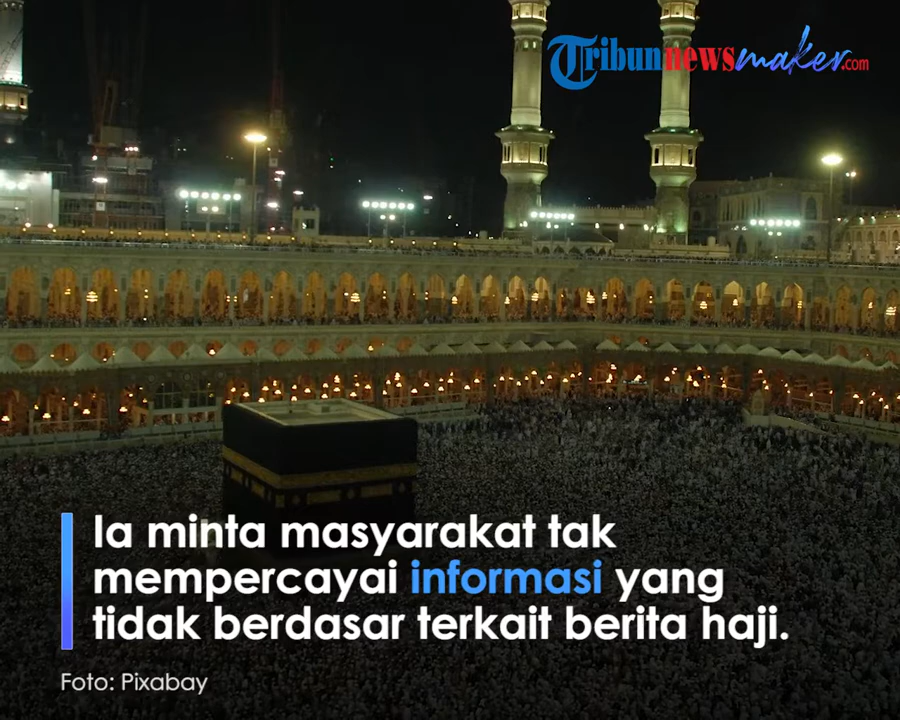 Tribunnewsmaker.com
Ia minta masyarakat tak
mempercayai informasi yang
tidak berdasar terkait berita haji.
Foto: Pixabay